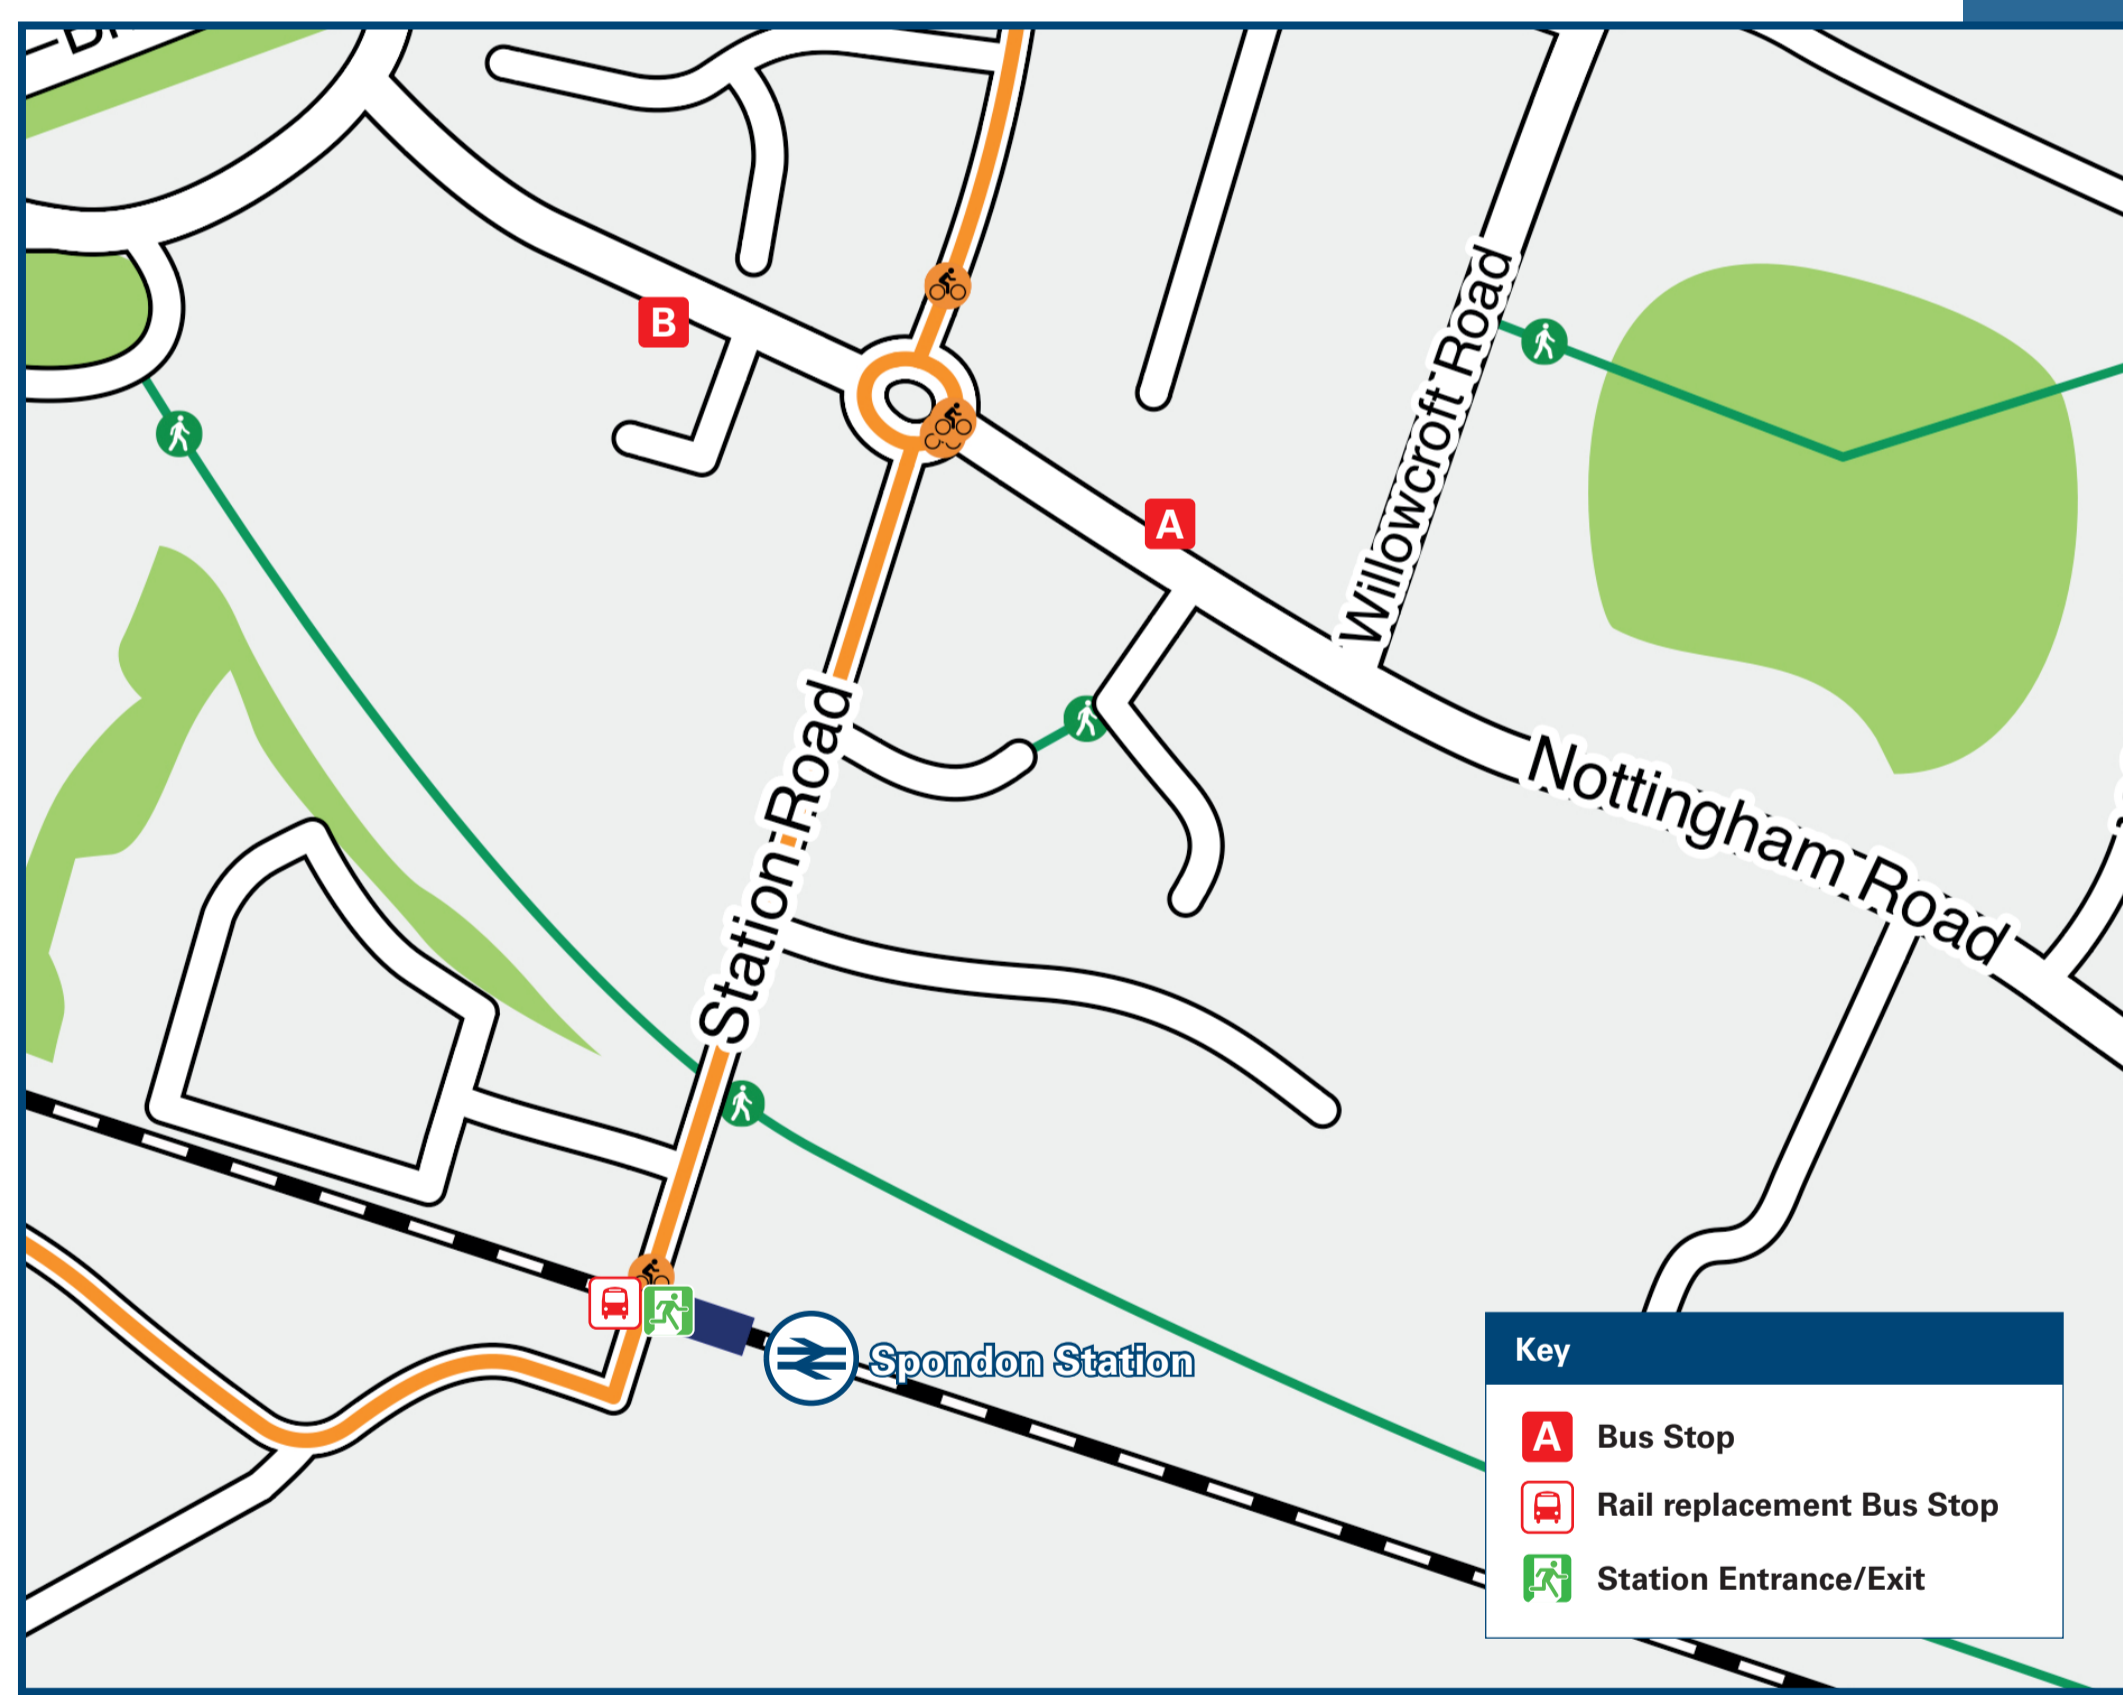 B
A
Willowcroft Road
Station Road
Nottingham Road
Spondon Station
Key
A Bus Stop
Rail replacement Bus Stop
Station Entrance/Exit